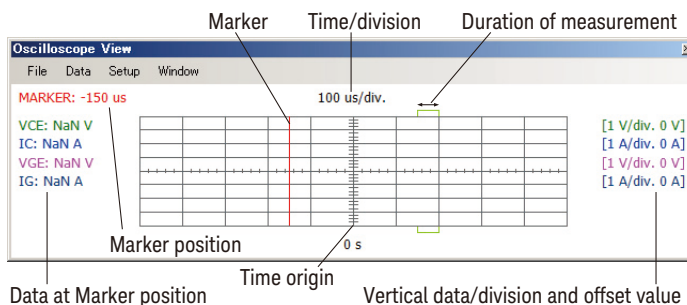 Marker Time/division Duration of measurement
Oscilloscope View
File Data Setup Window
MARKER: -150 us 100 us/div.
VCE: NaN V [1 V/div. 0 V]
IC: NaN A [1 A/div. 0 A]
VGE: NaN V [1 V/div. 0 V]
IG: NaN A [1 A/div. 0 A]
Marker position 0 s
Time origin
Data at Marker position Vertical data/division and offset value